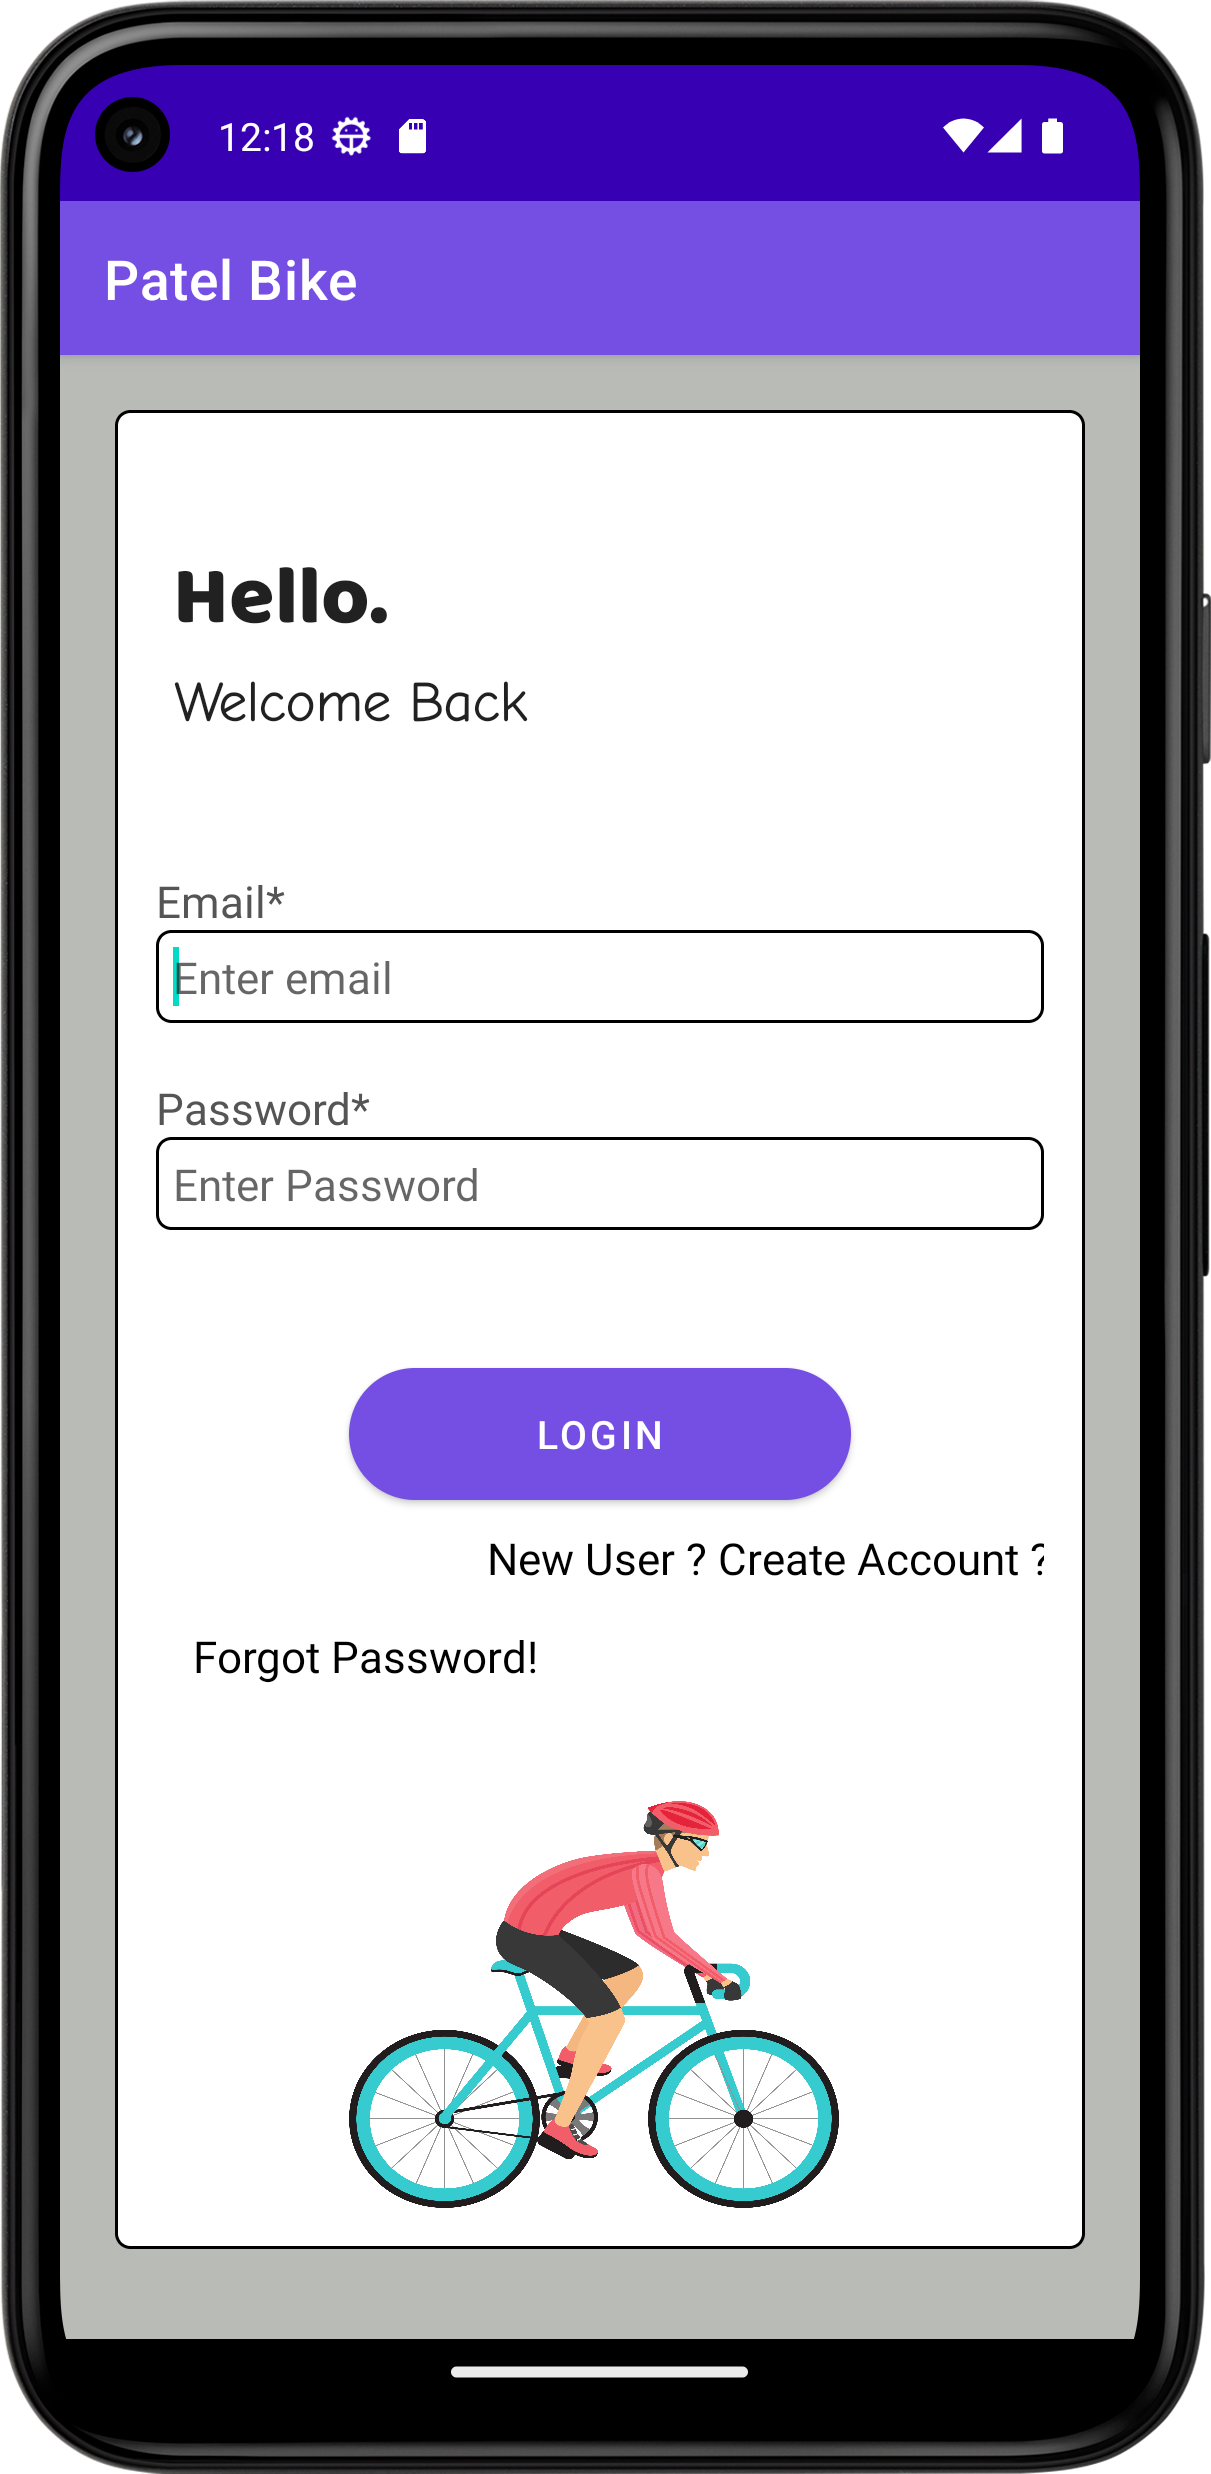 12:18
Patel Bike
Hello.
Welcome Back
Email*
Enter email
Password*
Enter Password
LOGIN
New User ? Create Account ?
Forgot Password!